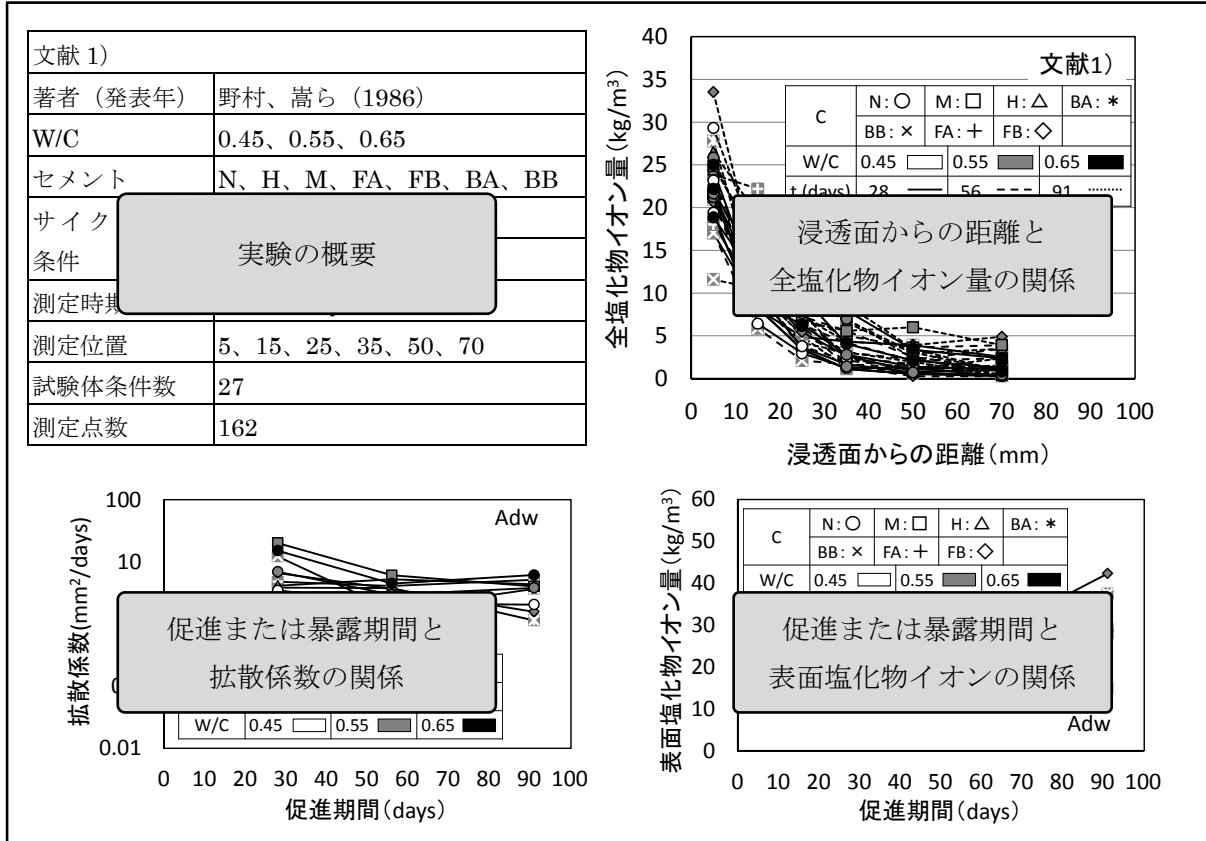 文献 1)
著者（発表年） 野村、嵩ら（1986）
W/C 0.45、0.55、0.65
セメント N、H、M、FA、FB、BA、BB
サイク
条件
測定時期
実験の概要
測定位置 5、15、25、35、50、70
試験体条件数 27
測定点数 162
全塩化物イオン量(kg/m³)
40
35
30
25
20
15
10
5
0
文献1)
C N:○ M:□ H:△ BA:＊
BB:× FA:＋ FB:◇
W/C 0.45 0.55 0.65
t (days) 28 56 91
浸透面からの距離と
全塩化物イオン量の関係
0 10 20 30 40 50 60 70 80 90 100
浸透面からの距離(mm)
拡散係数(mm²/days)
100
10
0.01
Adw
促進または暴露期間と
拡散係数の関係
W/C 0.45 0.55 0.65
0 10 20 30 40 50 60 70 80 90 100
促進期間(days)
表面塩化物イオン量(kg/m³)
60
50
40
30
20
10
0
C N:○ M:□ H:△ BA:＊
BB:× FA:＋ FB:◇
W/C 0.45 0.55 0.65
促進または暴露期間と
表面塩化物イオンの関係
Adw
0 10 20 30 40 50 60 70 80 90 100
促進期間(days)